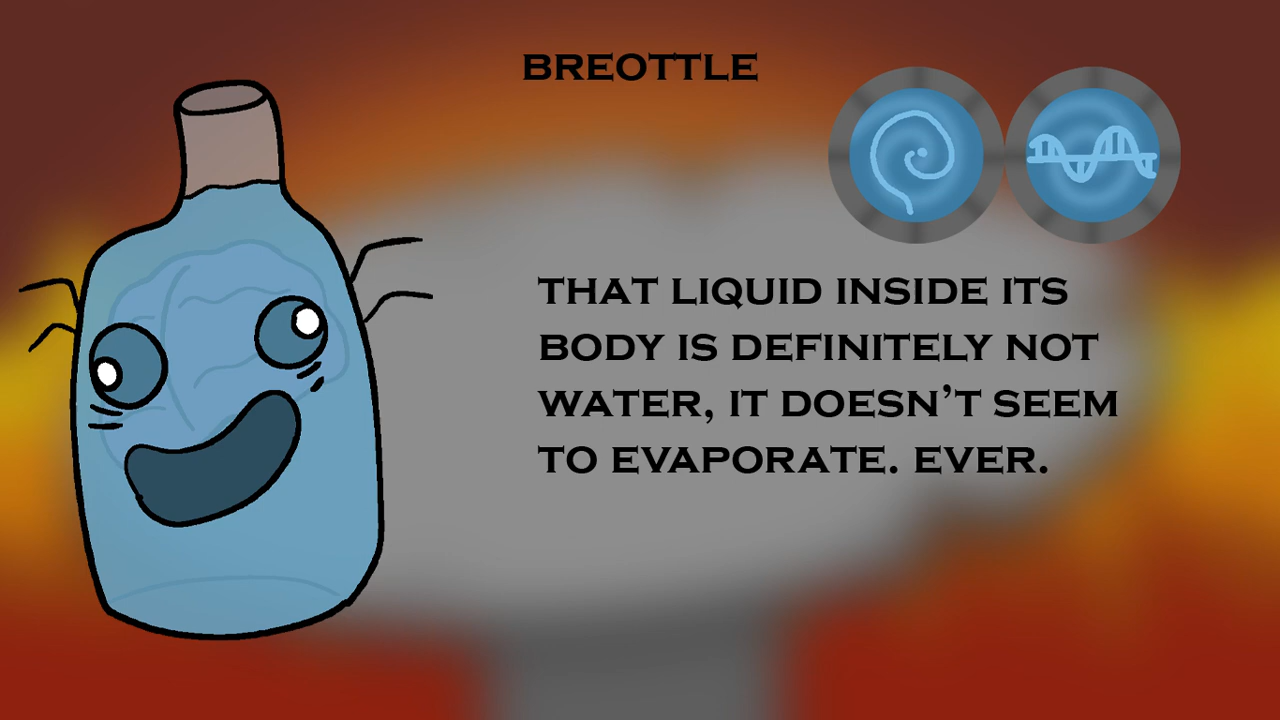 BREOTTLE
THAT LIQUID INSIDE ITS
BODY IS DEFINITELY NOT
WATER, IT DOESN'T SEEM
TO EVAPORATE. EVER.